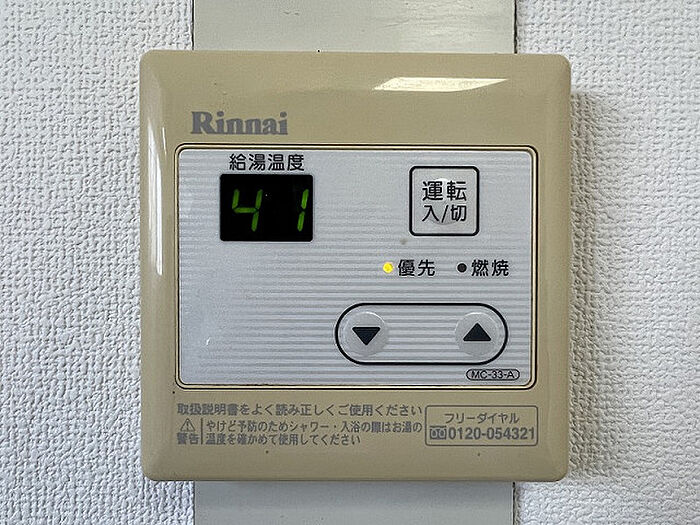 Rinnai
給湯温度
41
運転
入/切
優先 燃焼
▼ ▲
MC-33-A
取扱説明書をよく読み正しくご使用ください
警告 やけど予防のためシャワー・入浴の際はお湯の
温度を確かめて使用してください
フリーダイヤル
0120-054321